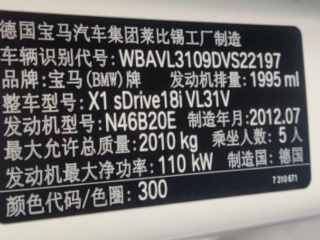 德国宝马汽车集团莱比锡工厂制造
车辆识别代号: WBAVL3109DVS22197
品牌: 宝马(BMW)牌 发动机排量: 1995 ml
整车型号: X1 sDrive18i VL31V
发动机型号: N46B20E 制造年月: 2012.07
最大允许总质量: 2010 kg 乘坐人数: 5 人
发动机最大净功率: 110 kW 制造国: 德国
颜色代码/色圈: 300
7 310 671